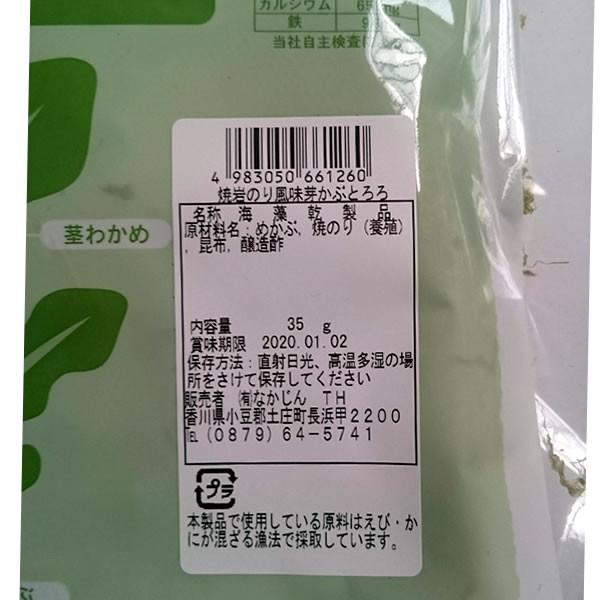 カルシウム
鉄
当社自主検査
4 983050 661260
焼岩のり風味芽かぶとろろ
名称 海藻乾製品
原材料名：めかぶ, 焼のり（養殖）
, 昆布, 醸造酢
内容量 35 g
賞味期限 2020.01.02
保存方法：直射日光、高温多湿の場
所をさけて保存してください
販売者 ㈲なかじん TH
香川県小豆郡土庄町長浜甲2200
℡(0879)64-5741
プラ
本製品で使用している原料はえび・か
にが混ざる漁法で採取しています。
茎わかめ